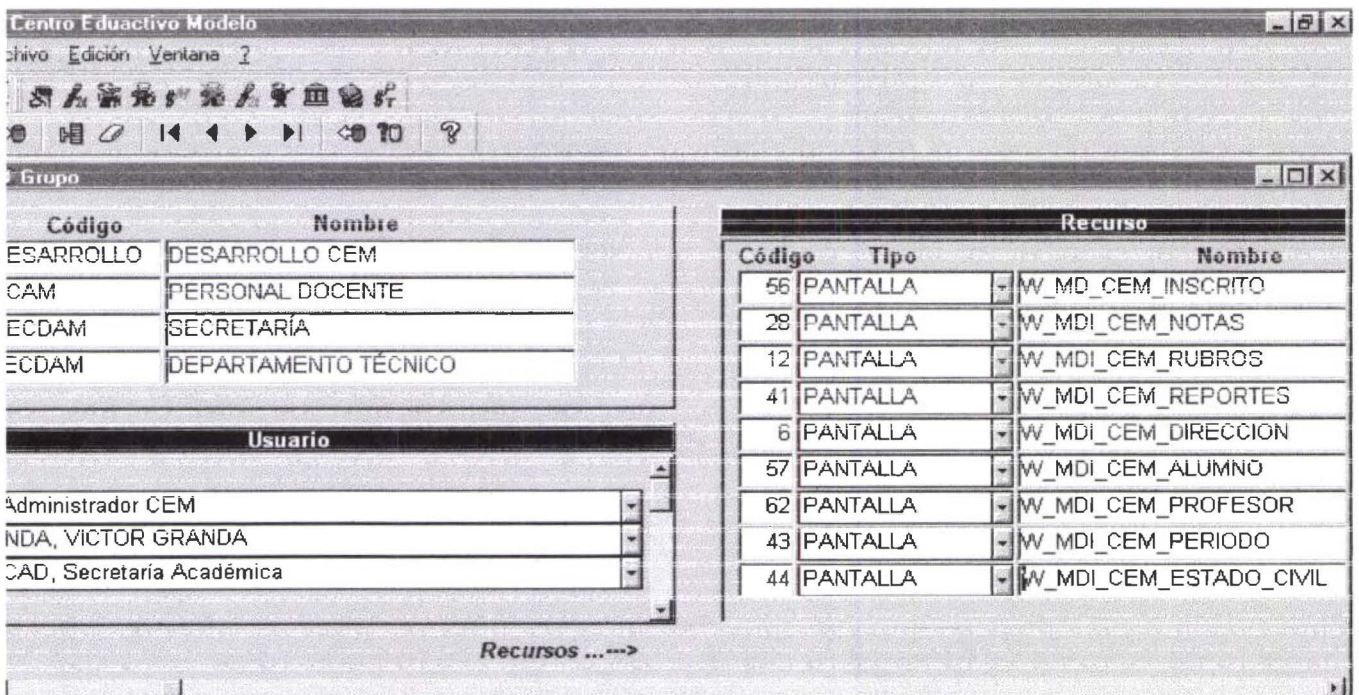 Centro Eduactivo Modelo
chivo Edición Ventana ?
Grupo
Código Nombre
ESARROLLO DESARROLLO CEM
CAM PERSONAL DOCENTE
ECDAM SECRETARÍA
ECDAM DEPARTAMENTO TÉCNICO
Usuario
Administrador CEM
NDA, VICTOR GRANDA
CAD, Secretaría Académica
Recursos ...--->
Recurso
Código Tipo Nombre
56 PANTALLA W_MD_CEM_INSCRITO
28 PANTALLA W_MDI_CEM_NOTAS
12 PANTALLA W_MDI_CEM_RUBROS
41 PANTALLA W_MDI_CEM_REPORTES
6 PANTALLA W_MDI_CEM_DIRECCION
57 PANTALLA W_MDI_CEM_ALUMNO
62 PANTALLA W_MDI_CEM_PROFESOR
43 PANTALLA W_MDI_CEM_PERIODO
44 PANTALLA W_MDI_CEM_ESTADO_CIVIL